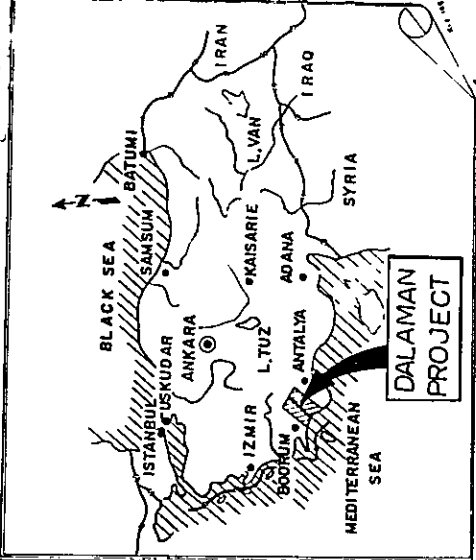 N
BLACK SEA
BATUMI
SAMSUM
ISTANBUL
USKUDAR
ANKARA
IRAN
L. VAN
L. TUZ
KAISARIE
IZMIR
IRAQ
ADANA
ANTALYA
BODRUM
SYRIA
MEDITERRANEAN
SEA
DALAMAN
PROJECT